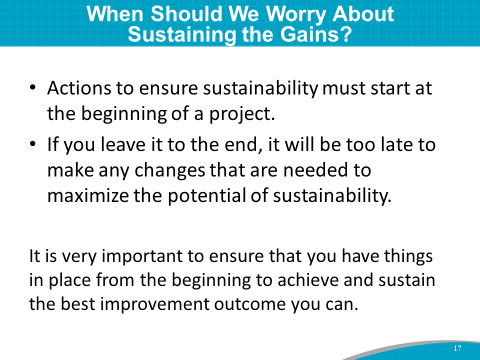 When Should We Worry About
Sustaining the Gains?
• Actions to ensure sustainability must start at
the beginning of a project.
• If you leave it to the end, it will be too late to
make any changes that are needed to
maximize the potential of sustainability.
It is very important to ensure that you have things
in place from the beginning to achieve and sustain
the best improvement outcome you can.
17